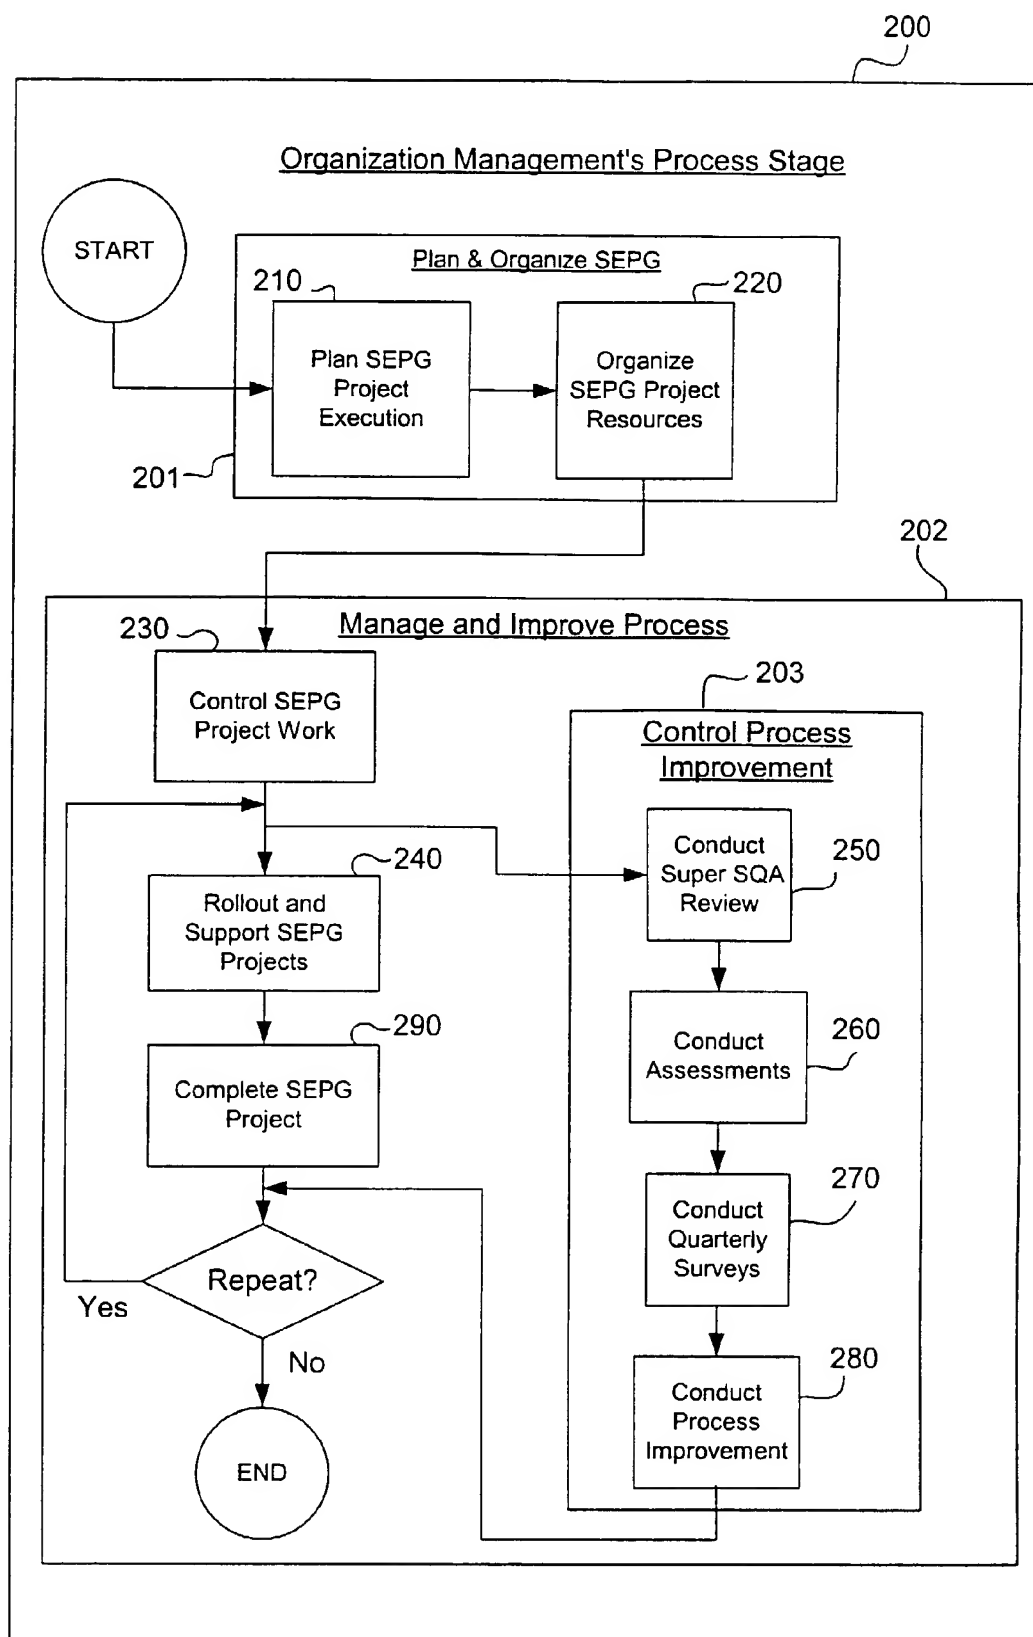 200
Organization Management's Process Stage
START
Plan & Organize SEPG
210
220
Plan SEPG
Project
Execution
Organize
SEPG Project
Resources
201
202
Manage and Improve Process
230
Control SEPG
Project Work
203
Control Process
Improvement
240
Rollout and
Support SEPG
Projects
Conduct
Super SQA
Review
250
290
Complete SEPG
Project
Conduct
Assessments
260
Conduct
Quarterly
Surveys
270
Repeat?
Yes
No
Conduct
Process
Improvement
280
END